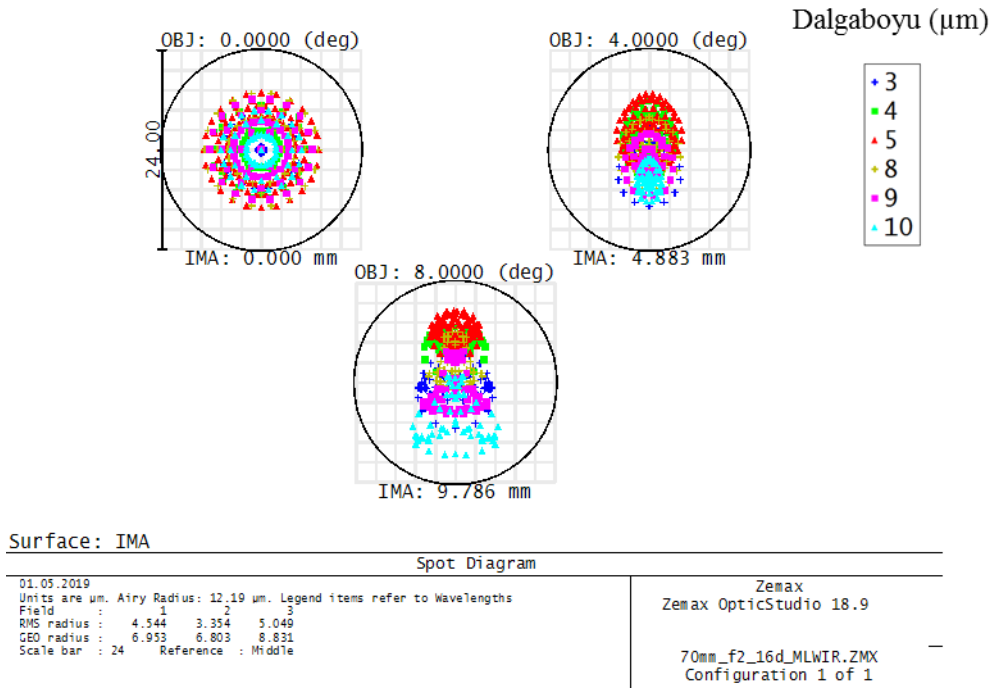 Dalgaboyu (µm)
OBJ: 0.0000 (deg)
OBJ: 4.0000 (deg)
3
4
5
8
9
10
24.00
IMA: 0.000 mm
IMA: 4.883 mm
OBJ: 8.0000 (deg)
IMA: 9.786 mm
Surface: IMA
Spot Diagram
01.05.2019
Units are µm. Airy Radius: 12.19 µm. Legend items refer to Wavelengths
Field : 1 2 3
RMS radius : 4.544 3.354 5.049
GEO radius : 6.953 6.803 8.831
Scale bar : 24 Reference : Middle
Zemax
Zemax OpticStudio 18.9
70mm_f2_16d_MLWIR.ZMX
Configuration 1 of 1